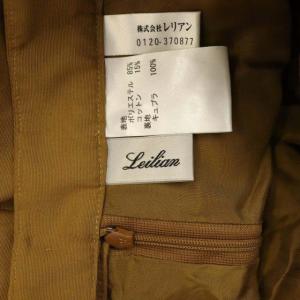 株式会社レリアン
0120-370877
表地
ポリエステル 85%
コットン 15%
裏地
キュプラ 100%
Leilian